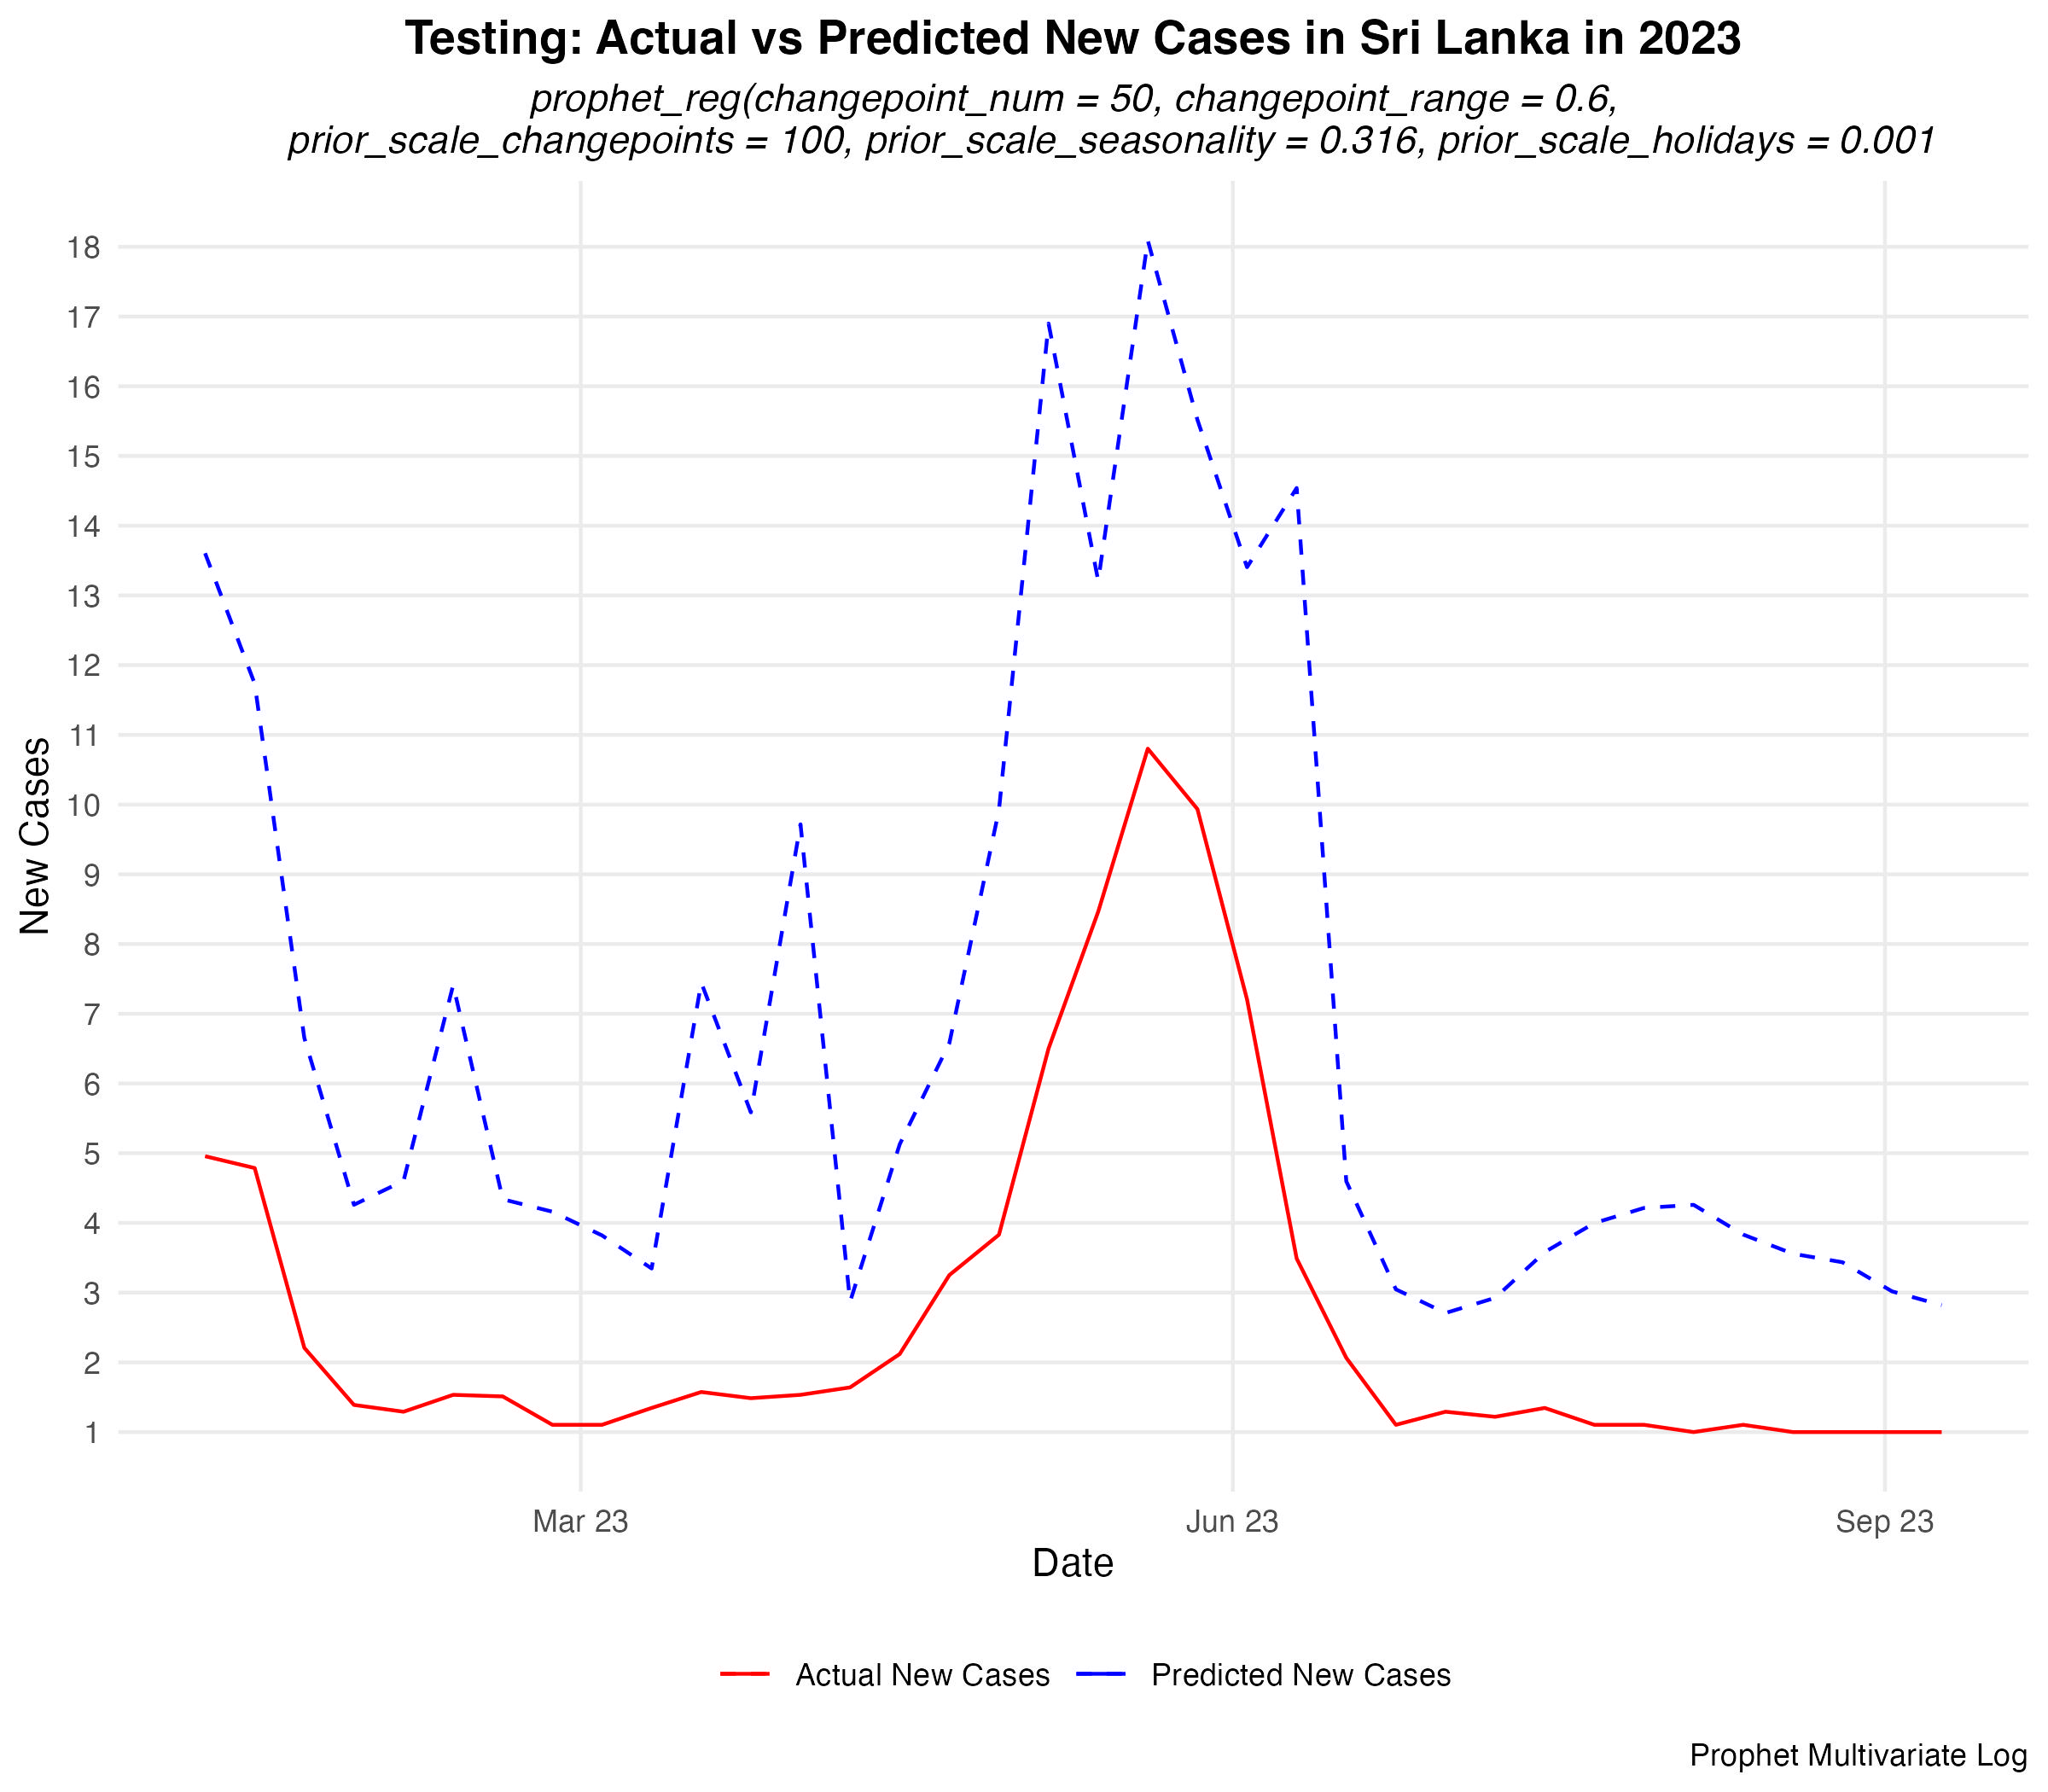 Testing: Actual vs Predicted New Cases in Sri Lanka in 2023
prophet_reg(changepoint_num = 50, changepoint_range = 0.6,
prior_scale_changepoints = 100, prior_scale_seasonality = 0.316, prior_scale_holidays = 0.001
New Cases
18
17
16
15
14
13
12
11
10
9
8
7
6
5
4
3
2
1
Mar 23 Jun 23 Sep 23
Date
Actual New Cases Predicted New Cases
Prophet Multivariate Log